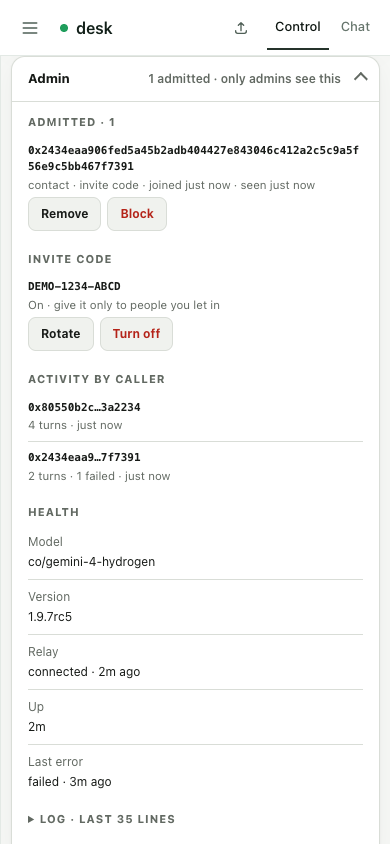 desk
Control
Chat
Admin
1 admitted · only admins see this
ADMITTED · 1
0x2434eaa906fed5a45b2adb404427e843046c412a2c5c9a5f
56e9c5bb467f7391
contact · invite code · joined just now · seen just now
Remove
Block
INVITE CODE
DEMO–1234–ABCD
On · give it only to people you let in
Rotate
Turn off
ACTIVITY BY CALLER
0x80550b2c…3a2234
4 turns · just now
0x2434eaa9…7f7391
2 turns · 1 failed · just now
HEALTH
Model
co/gemini-4-hydrogen
Version
1.9.7rc5
Relay
connected · 2m ago
Up
2m
Last error
failed · 3m ago
LOG · LAST 35 LINES